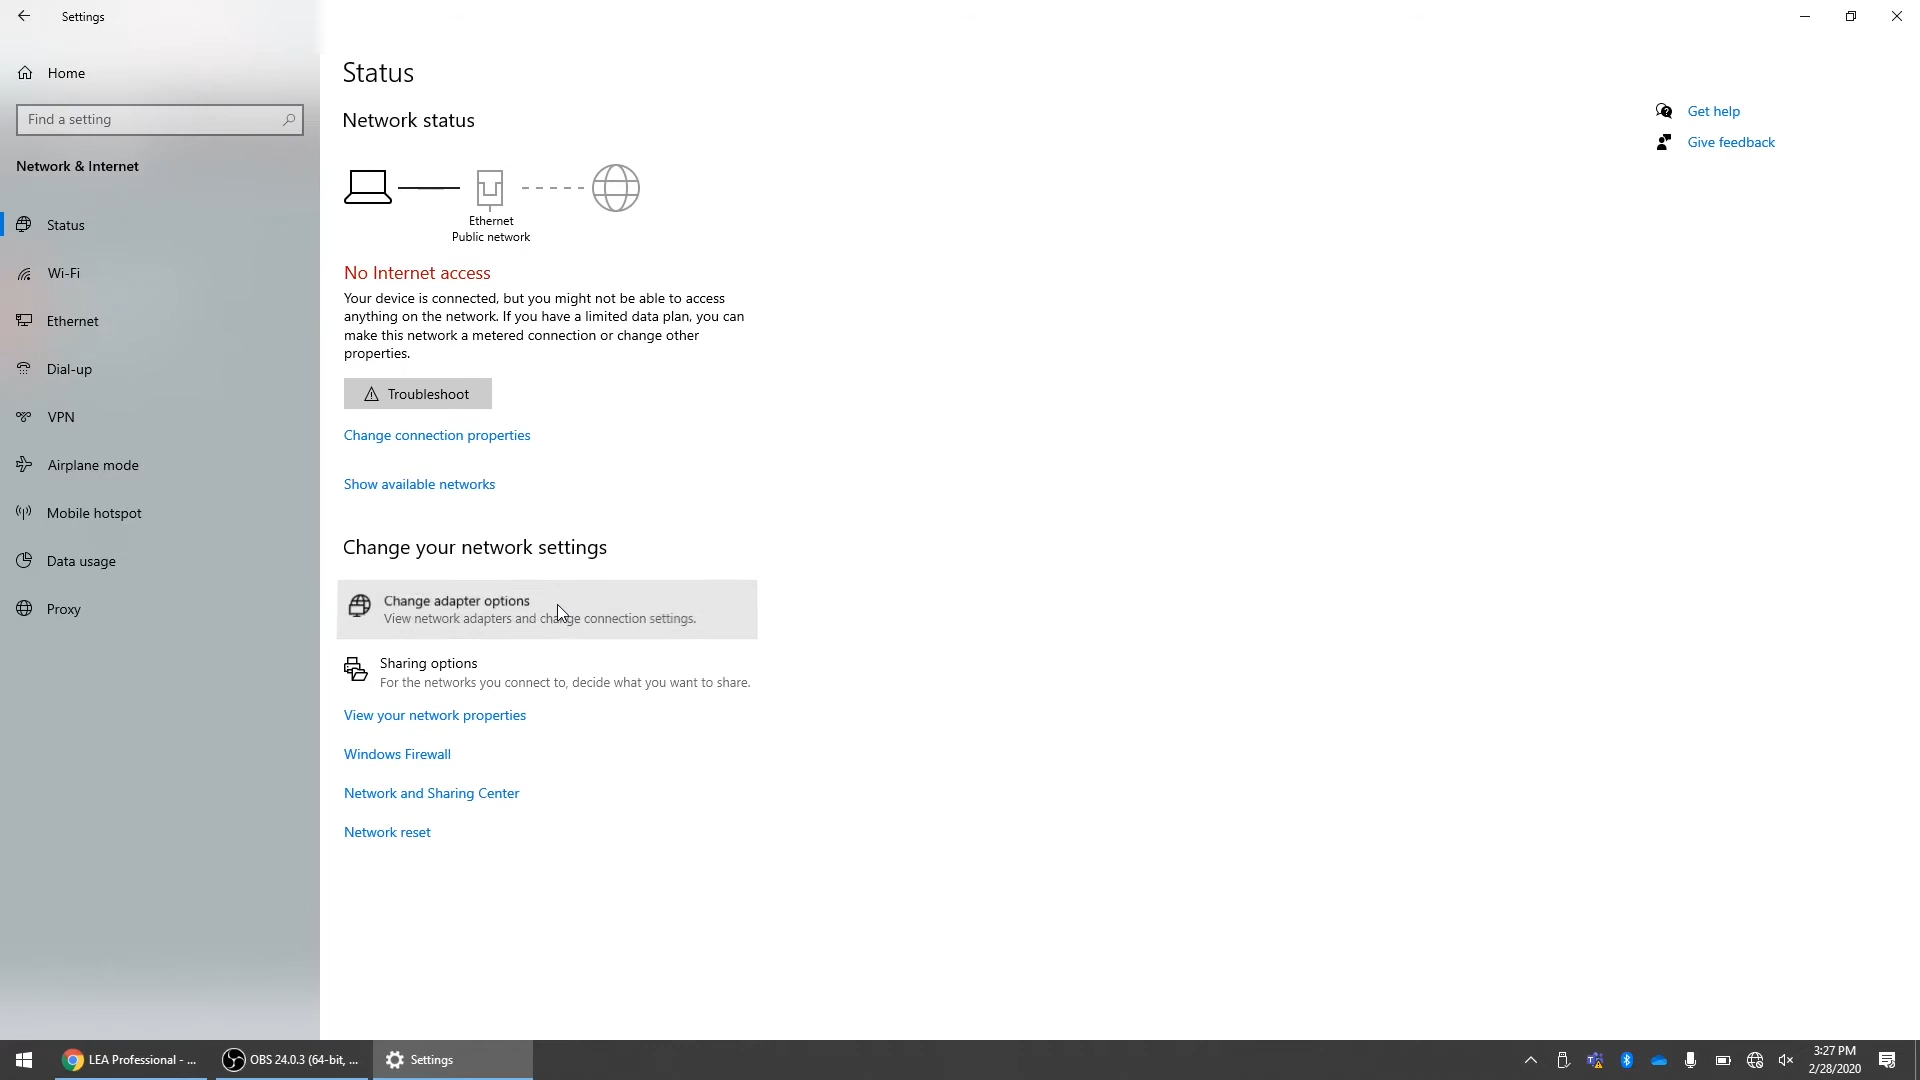 Settings
Home
Find a setting
Network & Internet
Status
Wi-Fi
Ethernet
Dial-up
VPN
Airplane mode
Mobile hotspot
Data usage
Proxy
Status
Network status
Ethernet
Public network
No Internet access
Your device is connected, but you might not be able to access
anything on the network. If you have a limited data plan, you can
make this network a metered connection or change other
properties.
Troubleshoot
Change connection properties
Show available networks
Change your network settings
Change adapter options
View network adapters and change connection settings.
Sharing options
For the networks you connect to, decide what you want to share.
View your network properties
Windows Firewall
Network and Sharing Center
Network reset
Get help
Give feedback
LEA Professional - ...
OBS 24.0.3 (64-bit, ...
Settings
3:27 PM
2/28/2020